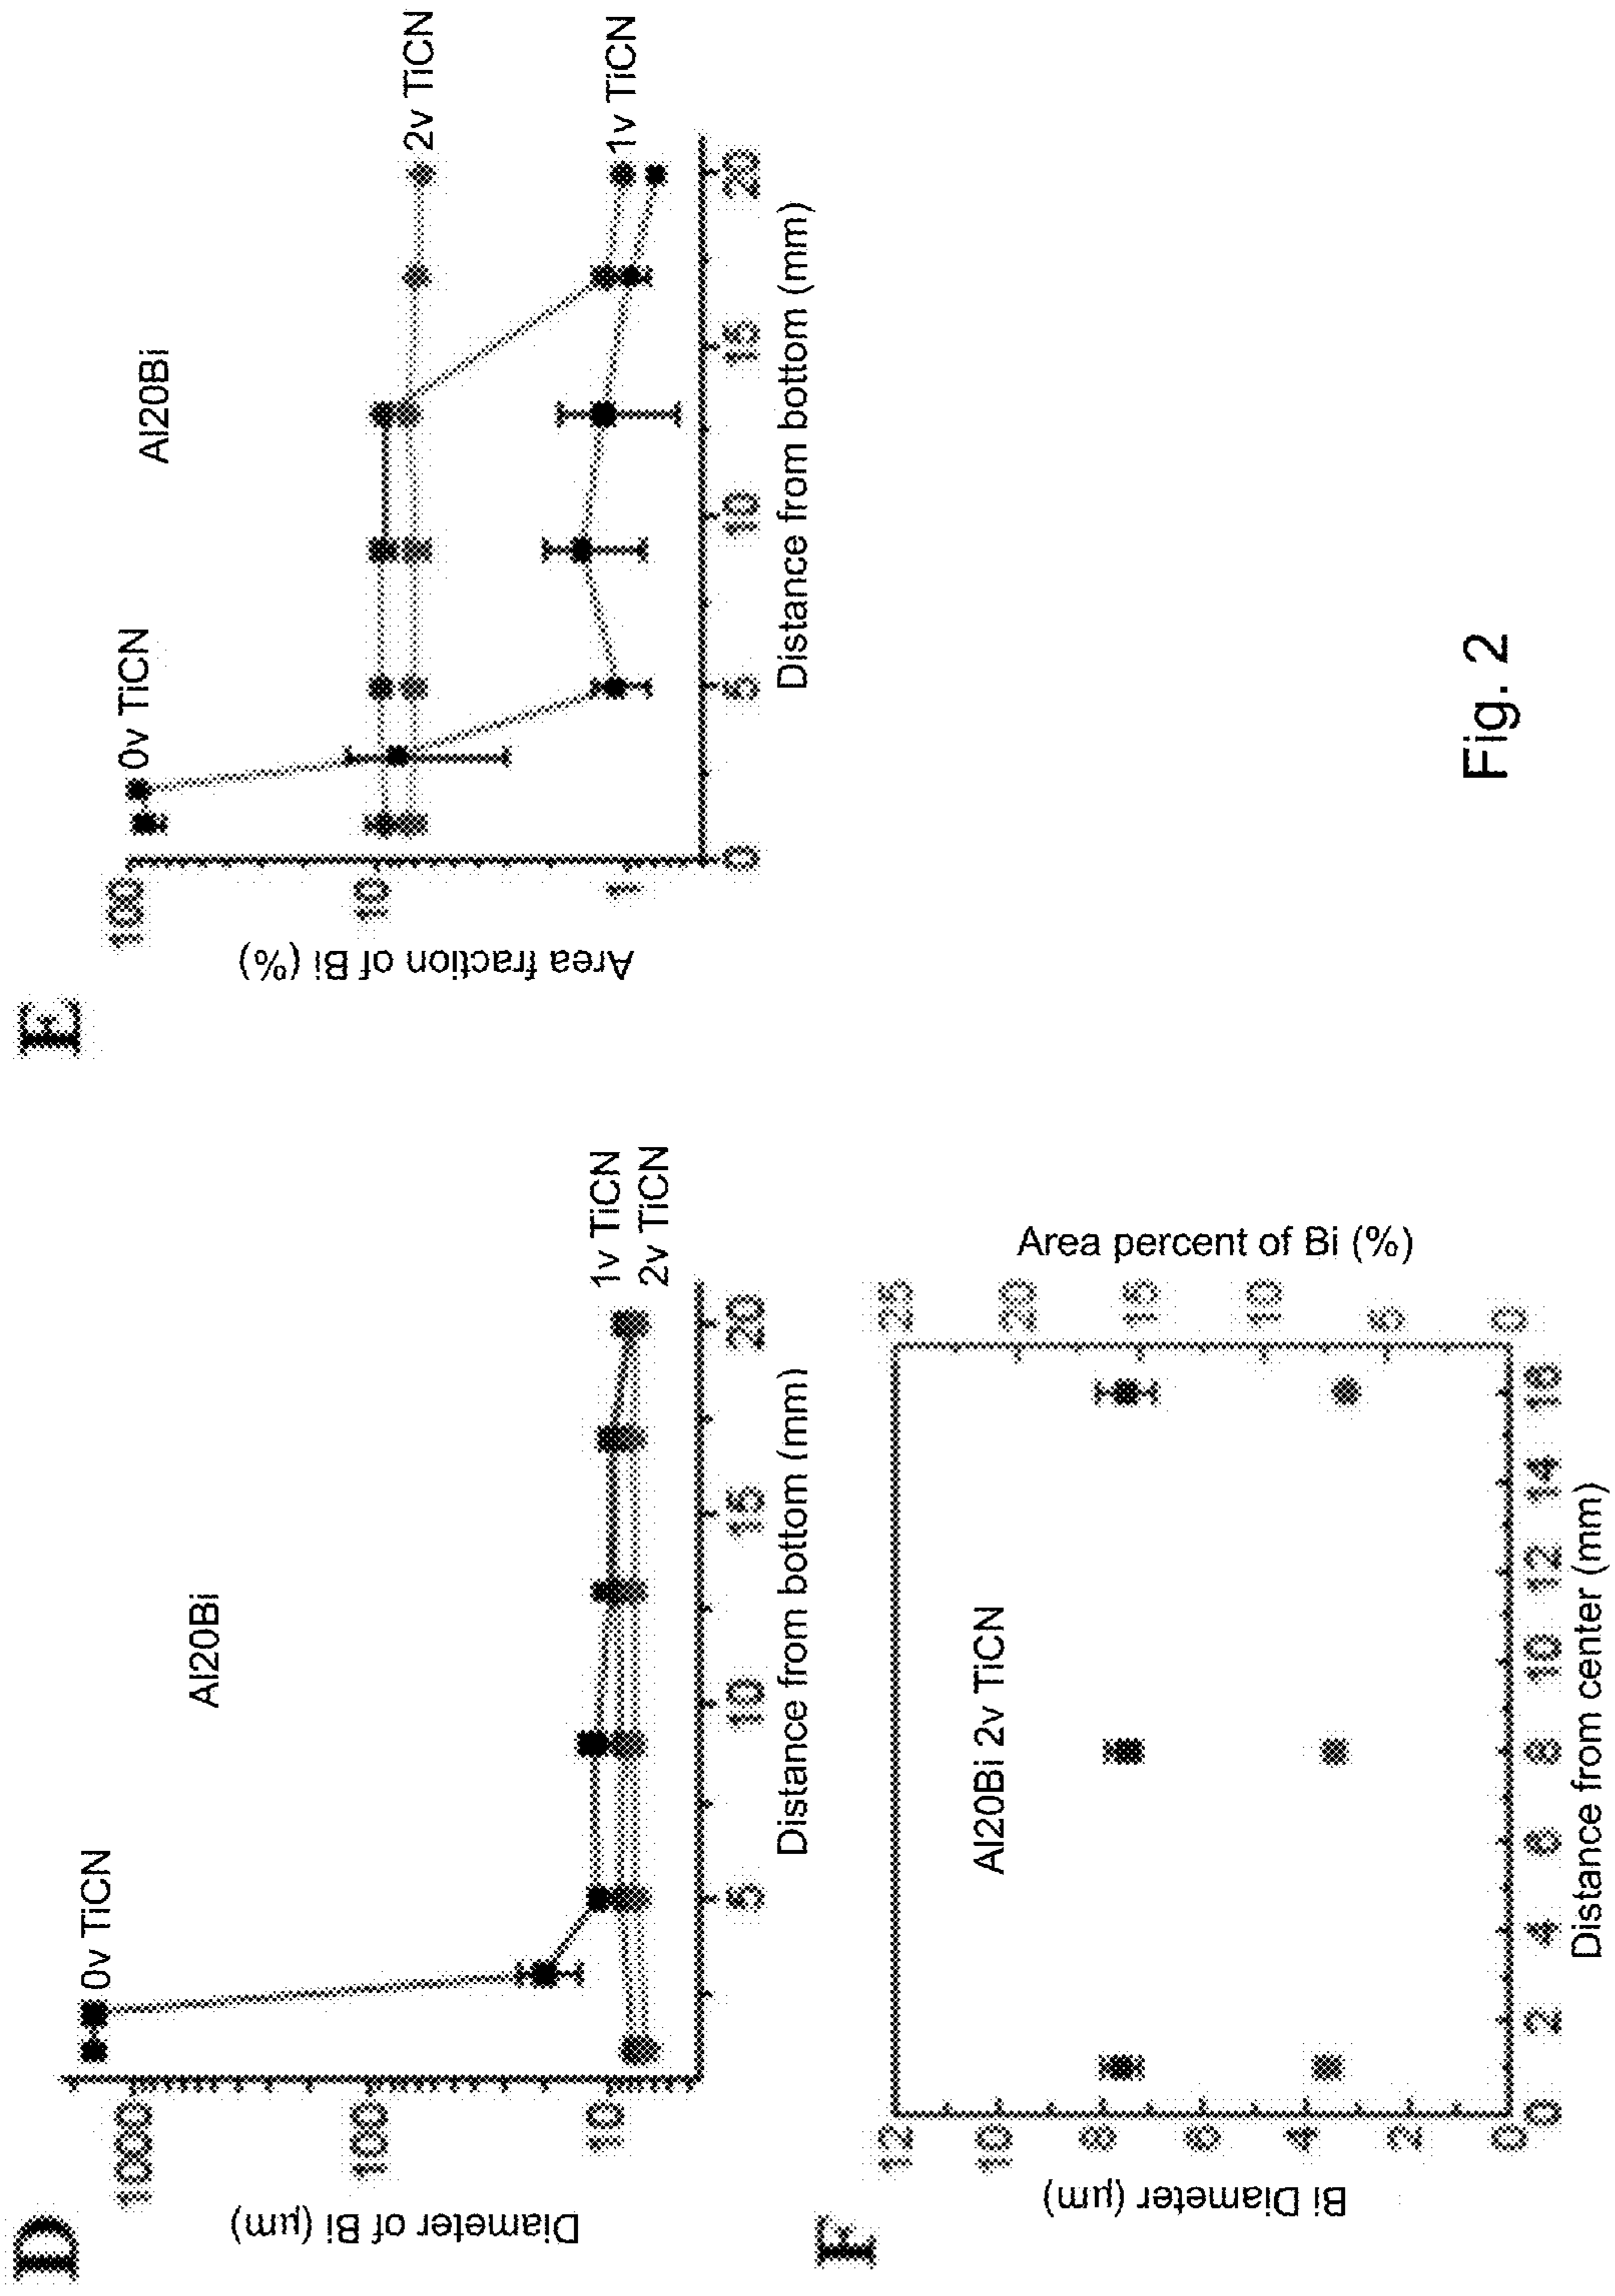 D
Diameter of Bi (μm)
1000
100
10
0v TiCN
Al20Bi
1v TiCN
2v TiCN
5
10
15
20
Distance from bottom (mm)
E
Area fraction of Bi (%)
100
10
1
0v TiCN
Al20Bi
2v TiCN
1v TiCN
0
5
10
15
20
Distance from bottom (mm)
F
Bi Diameter (μm)
12
10
8
6
4
2
0
Al20Bi 2v TiCN
25
20
15
10
5
0
Area percent of Bi (%)
0
2
4
6
8
10
12
14
16
Distance from center (mm)
Fig. 2